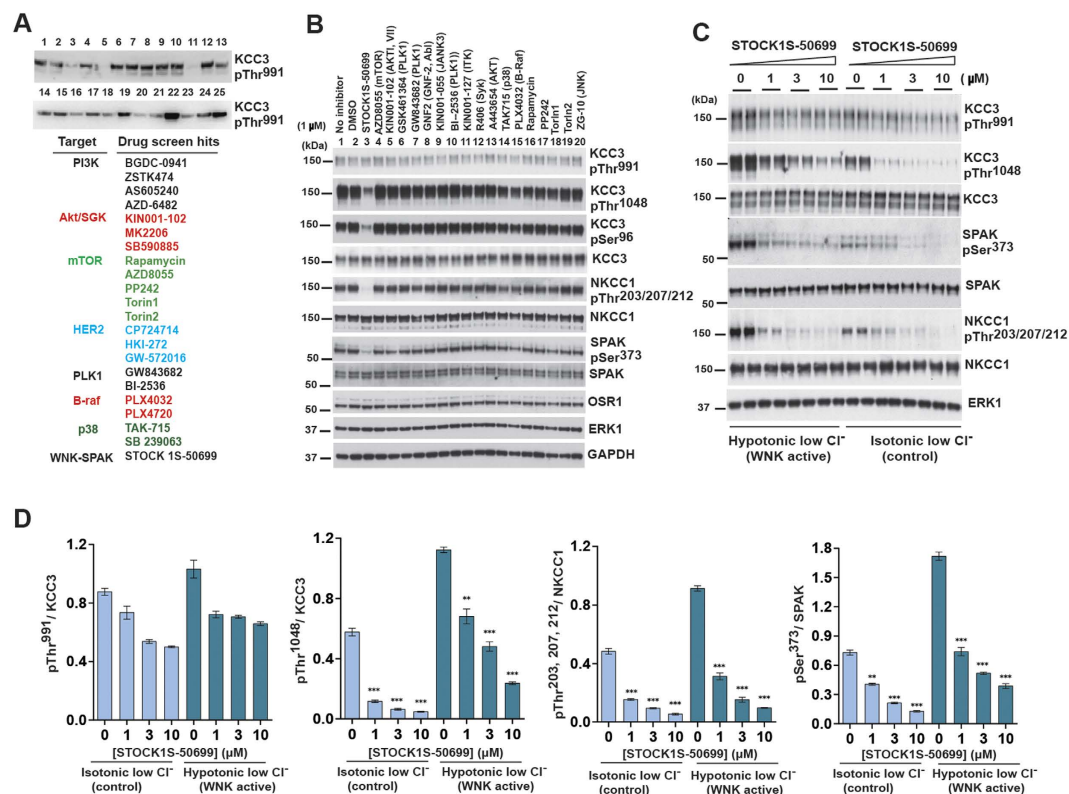 A
1 2 3 4 5 6 7 8 9 10 11 12 13
KCC3
pThr991
14 15 16 17 18 19 20 21 22 23 24 25
KCC3
pThr991
Target Drug screen hits
PI3K BGDC-0941
ZSTK474
AS605240
AZD-6482
Akt/SGK KIN001-102
MK2206
SB590885
mTOR Rapamycin
AZD8055
PP242
Torin1
Torin2
HER2 CP724714
HKI-272
GW-572016
PLK1 GW843682
BI-2536
B-raf PLX4032
PLX4720
p38 TAK-715
SB 239063
WNK-SPAK STOCK 1S-50699
B
(1 μM)
No inhibitor
DMSO
STOCK1S-50699
AZD8055 (mTOR)
KIN001-102 (AKTI, VII)
GSK461364 (PLK1)
GW843682 (PLK1)
GNF2 (GNF-2, Abl)
KIN001-055 (JANK3)
BI-2536 (PLK1))
KIN001-127 (ITK)
R406 (Syk)
A443654 (AKT)
TAK715 (p38)
PLX4032 (B-Raf)
Rapamycin
PP242
Torin1
Torin2
ZG-10 (JNK)
(kDa) 1 2 3 4 5 6 7 8 9 10 11 12 13 14 15 16 17 18 19 20
150 KCC3
pThr991
150 KCC3
pThr1048
150 KCC3
pSer96
150 KCC3
150 NKCC1
pThr203/207/212
150 NKCC1
50 SPAK
pSer373
50 SPAK
50 OSR1
37 ERK1
37 GAPDH
C
STOCK1S-50699 STOCK1S-50699
0 1 3 10 0 1 3 10 ( μM)
(kDa)
150 KCC3
pThr991
150 KCC3
pThr1048
150 KCC3
50 SPAK
pSer373
50 SPAK
150 NKCC1
pThr203/207/212
150 NKCC1
37 ERK1
Hypotonic low Cl- Isotonic low Cl-
(WNK active) (control)
D
pThr991/ KCC3
1.2
0.8
0.4
0.0
0 1 3 10 0 1 3 10
[STOCK1S-50699] (μM)
Isotonic low Cl- Hypotonic low Cl-
(control) (WNK active)
pThr1048/ KCC3
1.2
0.8
0.4
0.0
*** *** *** ** *** ***
0 1 3 10 0 1 3 10
[STOCK1S-50699] (μM)
Isotonic low Cl- Hypotonic low Cl-
(control) (WNK active)
pThr203, 207, 212/ NKCC1
1.2
0.8
0.4
0.0
*** *** *** *** *** ***
0 1 3 10 0 1 3 10
[STOCK1S-50699] (μM)
Isotonic low Cl- Hypotonic low Cl-
(control) (WNK active)
pSer373/ SPAK
1.8
1.5
1.2
0.9
0.6
0.3
0.0
** *** *** *** *** ***
0 1 3 10 0 1 3 10
[STOCK1S-50699] (μM)
Isotonic low Cl- Hypotonic low Cl-
(control) (WNK active)